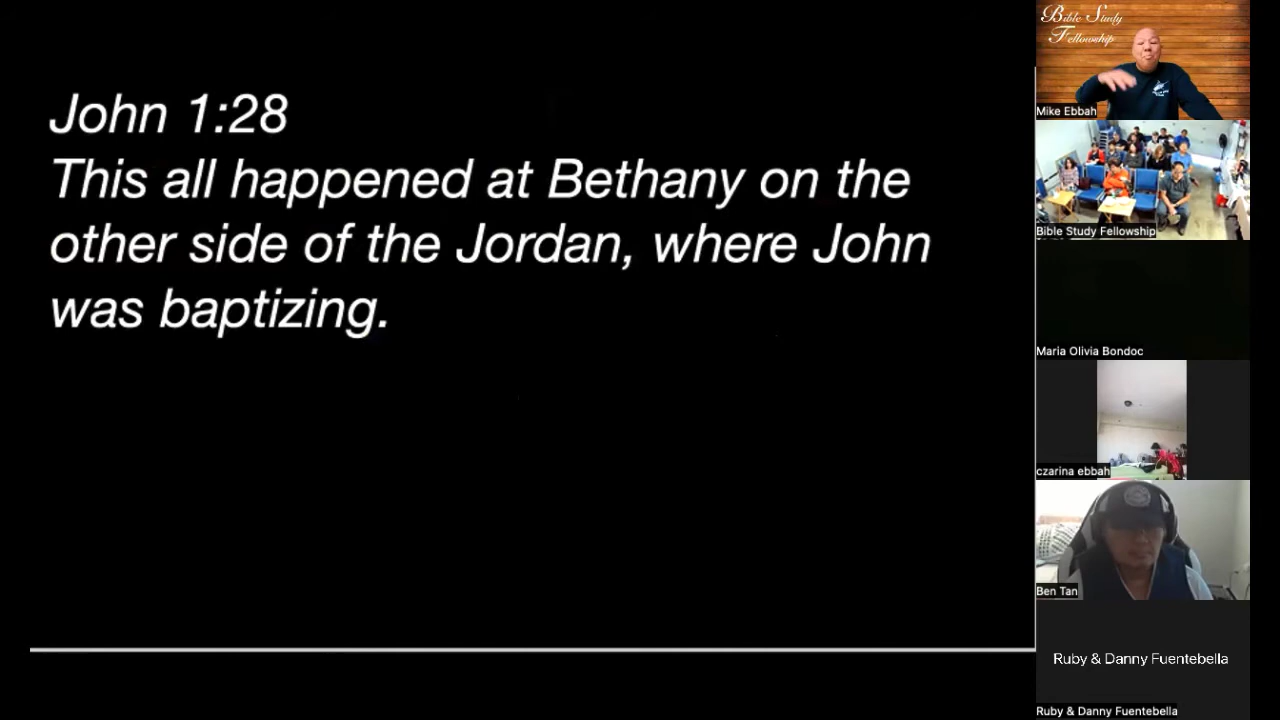 John 1:28
This all happened at Bethany on the
other side of the Jordan, where John
was baptizing.
Bible Study
Fellowship
Mike Ebbah
Bible Study Fellowship
Maria Olivia Bondoc
czarina ebbah
Ben Tan
Ruby & Danny Fuentebella
Ruby & Danny Fuentebella